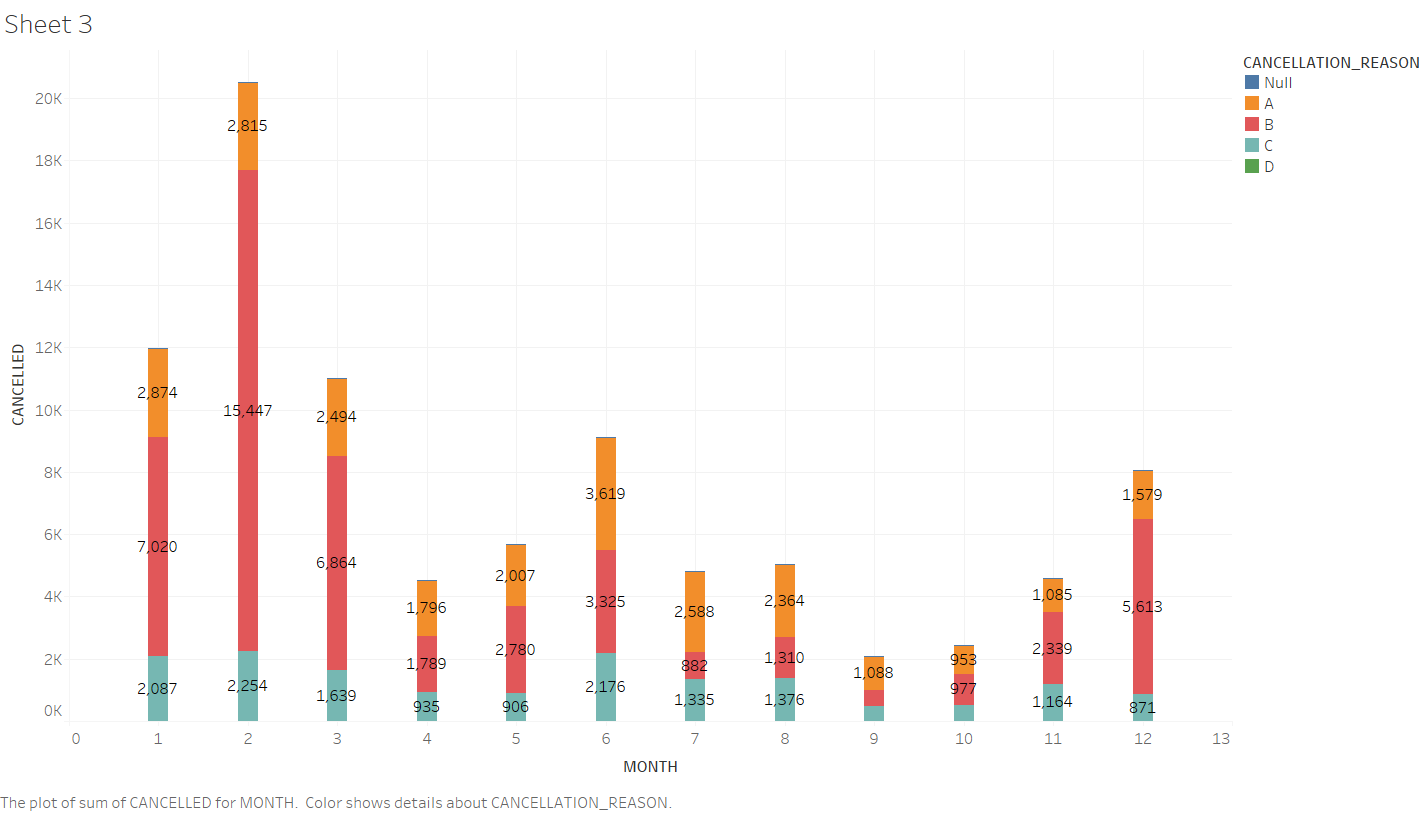 Sheet 3
CANCELLATION_REASON
Null
A
B
C
D
CANCELLED
20K
18K
16K
14K
12K
10K
8K
6K
4K
2K
0K
2,874
7,020
2,087
2,815
15,447
2,254
2,494
6,864
1,639
1,796
1,789
935
2,007
2,780
906
3,619
3,325
2,176
2,588
882
1,335
2,364
1,310
1,376
1,088
953
977
1,085
2,339
1,164
1,579
5,613
871
0 1 2 3 4 5 6 7 8 9 10 11 12 13
MONTH
The plot of sum of CANCELLED for MONTH.  Color shows details about CANCELLATION_REASON.